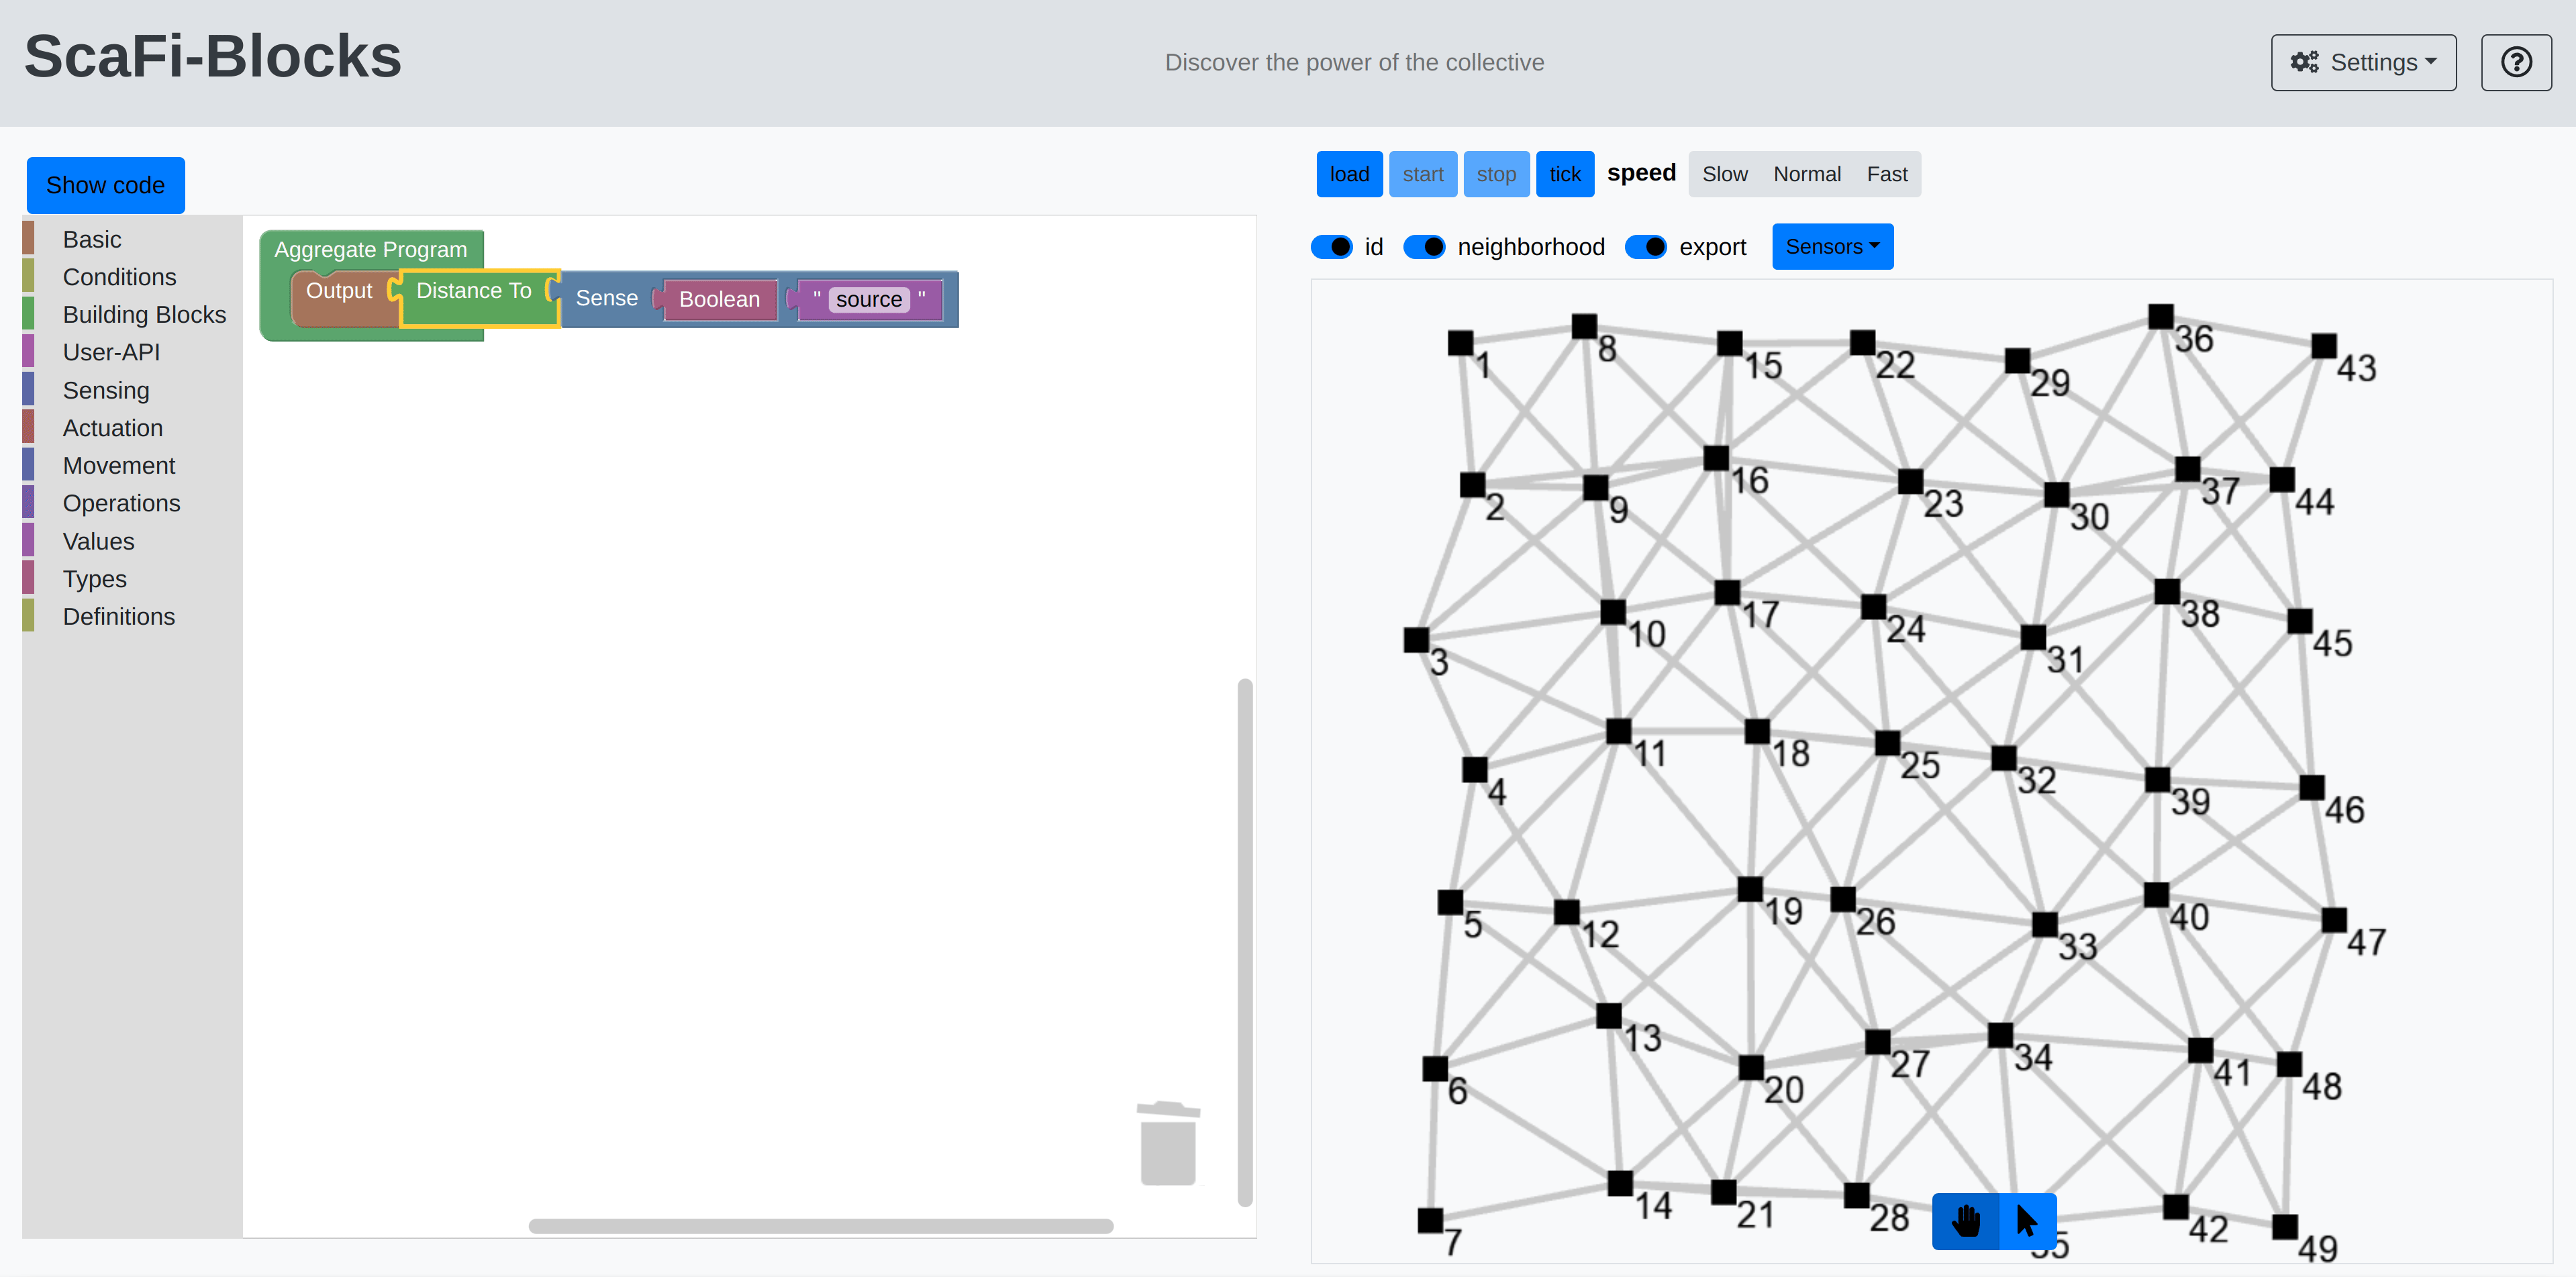 ScaFi-Blocks
Discover the power of the collective
Settings
?
Show code
load start stop tick speed Slow Normal Fast
id neighborhood export Sensors
Basic
Conditions
Building Blocks
User-API
Sensing
Actuation
Movement
Operations
Values
Types
Definitions
Aggregate Program
Output Distance To Sense Boolean " source "
1 8 15 22 29 36 43
2 9 16 23 30 37 44
3 10 17 24 31 38 45
4 11 18 25 32 39 46
5 12 19 26 33 40 47
6 13 20 27 34 41 48
7 14 21 28 42 49